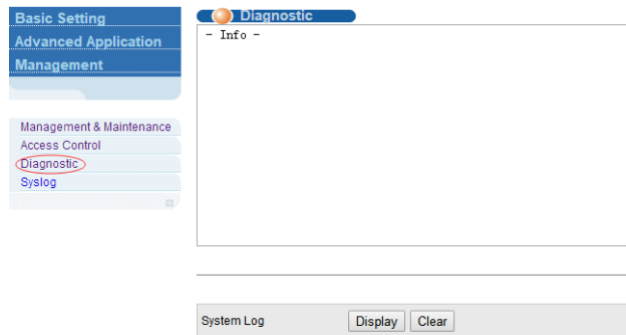 Basic Setting
Advanced Application
Management
Management & Maintenance
Access Control
Diagnostic
Syslog
Diagnostic
- Info -
System Log
Display
Clear